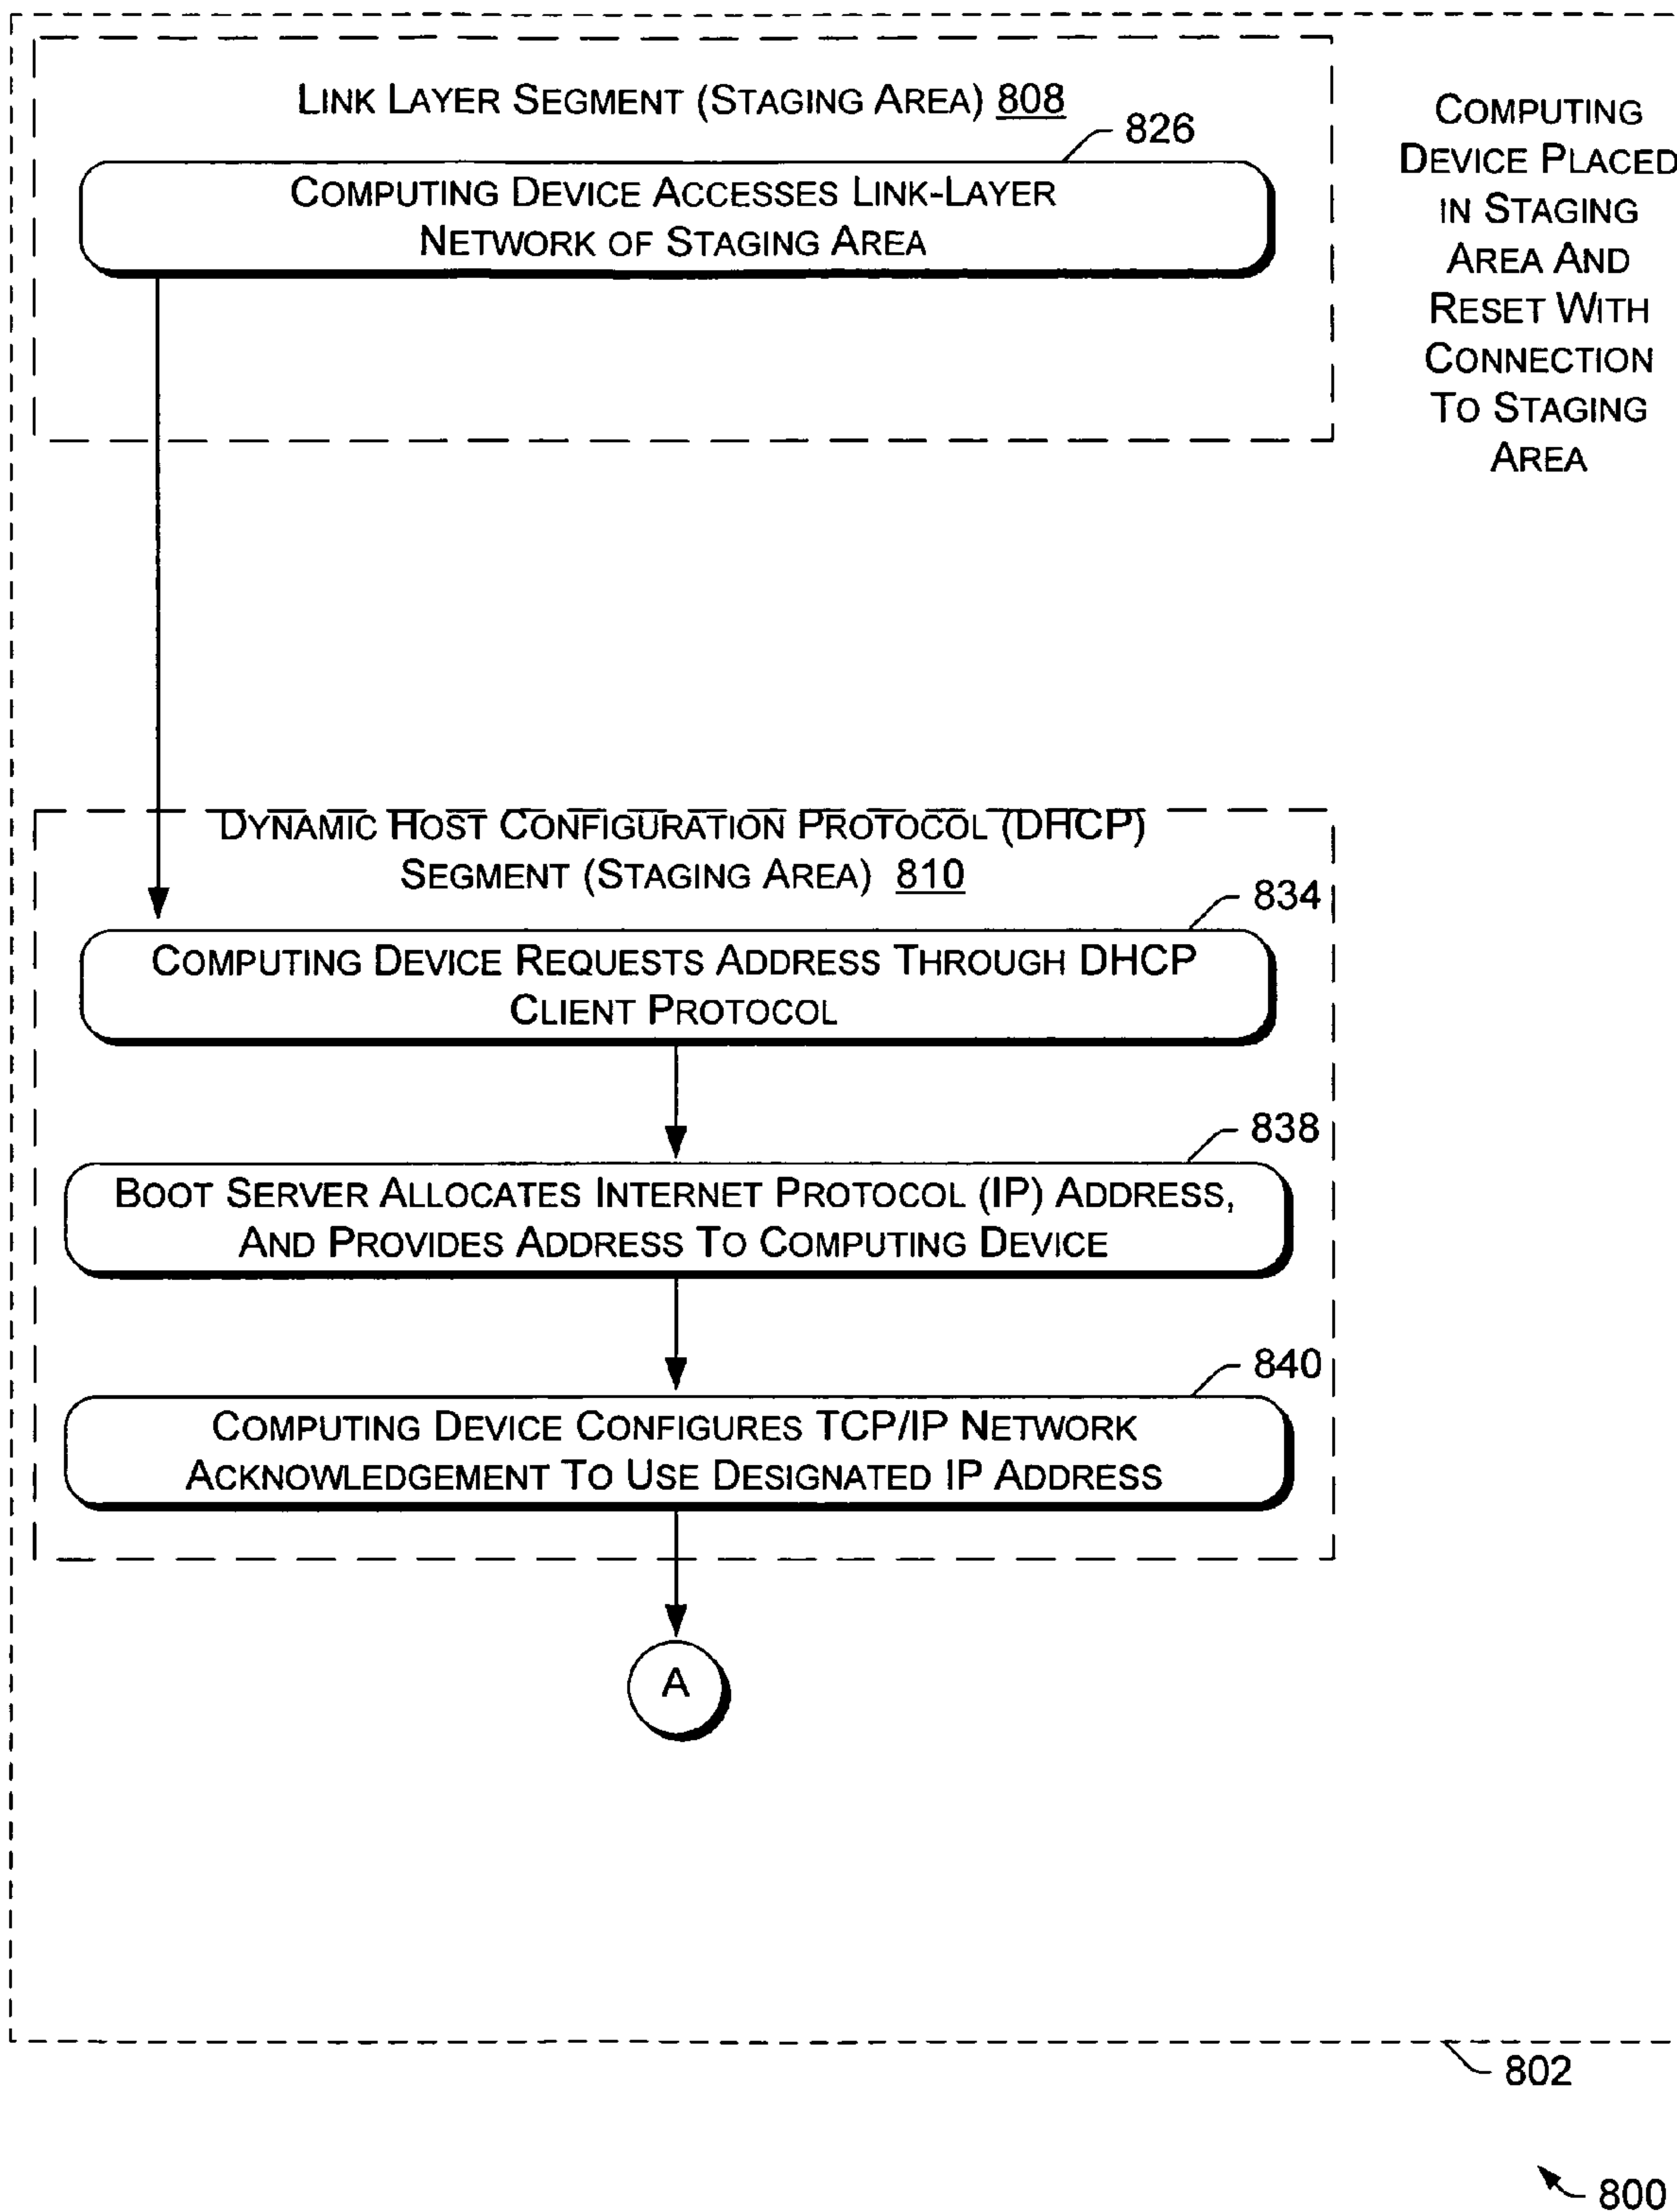 LINK LAYER SEGMENT (STAGING AREA) 808
826
COMPUTING DEVICE ACCESSES LINK-LAYER
NETWORK OF STAGING AREA
COMPUTING
DEVICE PLACED
IN STAGING
AREA AND
RESET WITH
CONNECTION
TO STAGING
AREA
DYNAMIC HOST CONFIGURATION PROTOCOL (DHCP)
SEGMENT (STAGING AREA) 810
834
COMPUTING DEVICE REQUESTS ADDRESS THROUGH DHCP
CLIENT PROTOCOL
838
BOOT SERVER ALLOCATES INTERNET PROTOCOL (IP) ADDRESS,
AND PROVIDES ADDRESS TO COMPUTING DEVICE
840
COMPUTING DEVICE CONFIGURES TCP/IP NETWORK
ACKNOWLEDGEMENT TO USE DESIGNATED IP ADDRESS
A
802
800